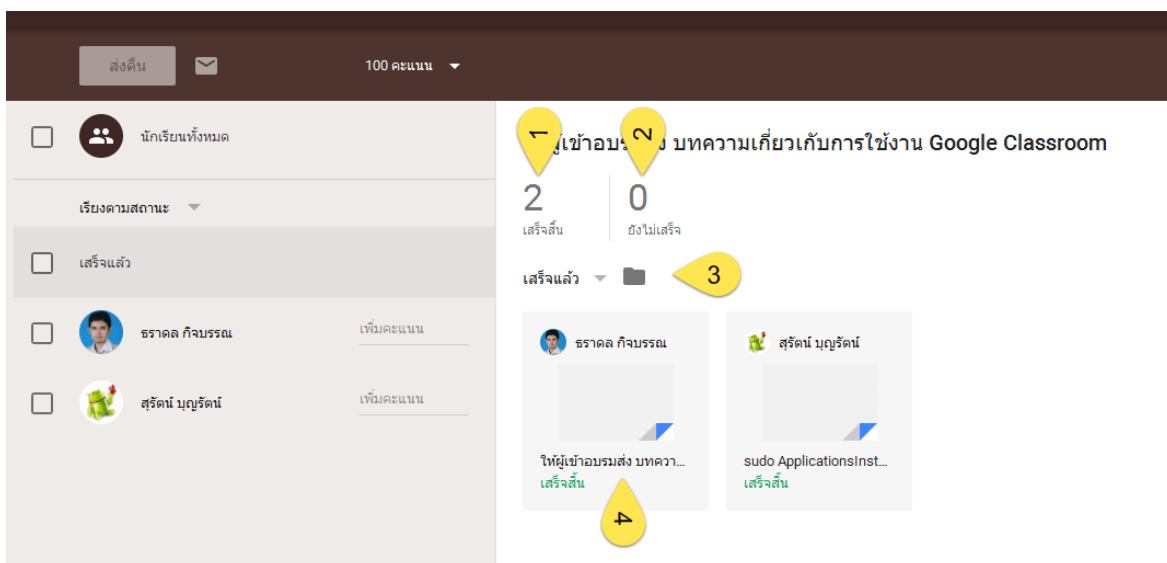 ส่งคืน
100 คะแนน
นักเรียนทั้งหมด
เรียงตามสถานะ
เสร็จแล้ว
ธราดล กิจบรรณ
เพิ่มคะแนน
สุรัตน์ บุญรัตน์
เพิ่มคะแนน
1
2
บทความเกี่ยวกับการใช้งาน Google Classroom
2
เสร็จสิ้น
0
ยังไม่เสร็จ
เสร็จแล้ว
3
ธราดล กิจบรรณ
ให้ผู้เข้าอบรมส่ง บทควา...
เสร็จสิ้น
4
สุรัตน์ บุญรัตน์
sudo ApplicationsInst...
เสร็จสิ้น